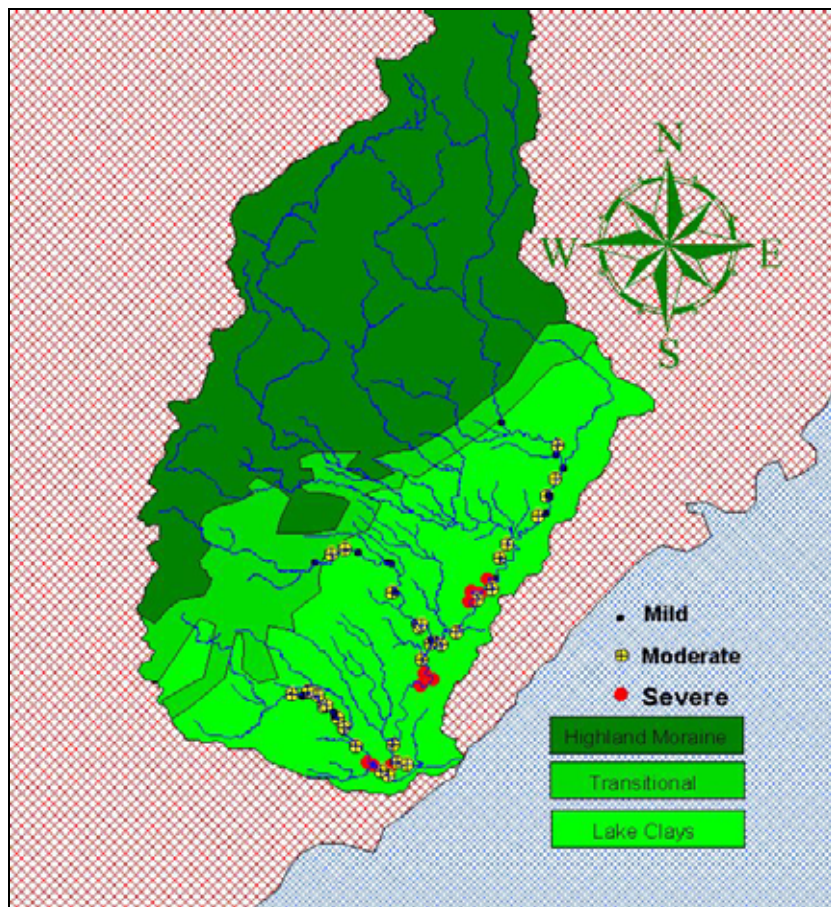 N
W E
S
Mild
Moderate
Severe
Highland Moraine
Transitional
Lake Clays